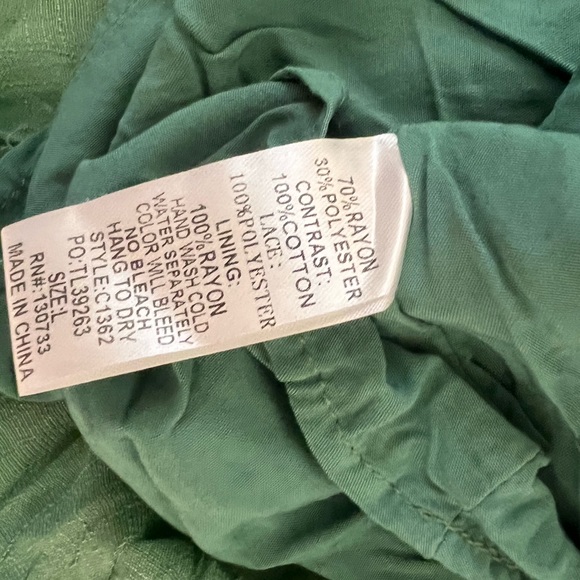 70%RAYON
30%POLYESTER
CONTRAST:
100%COTTON
LACE:
100%POLYESTER
LINING:
100%RAYON
HAND WASH COLD
WATER SEPARATELY
COLOR WILL BLEED
NO BLEACH
HANG TO DRY
STYLE:C1362
PO:TL39263
SIZE:L
RN#:130733
MADE IN CHINA